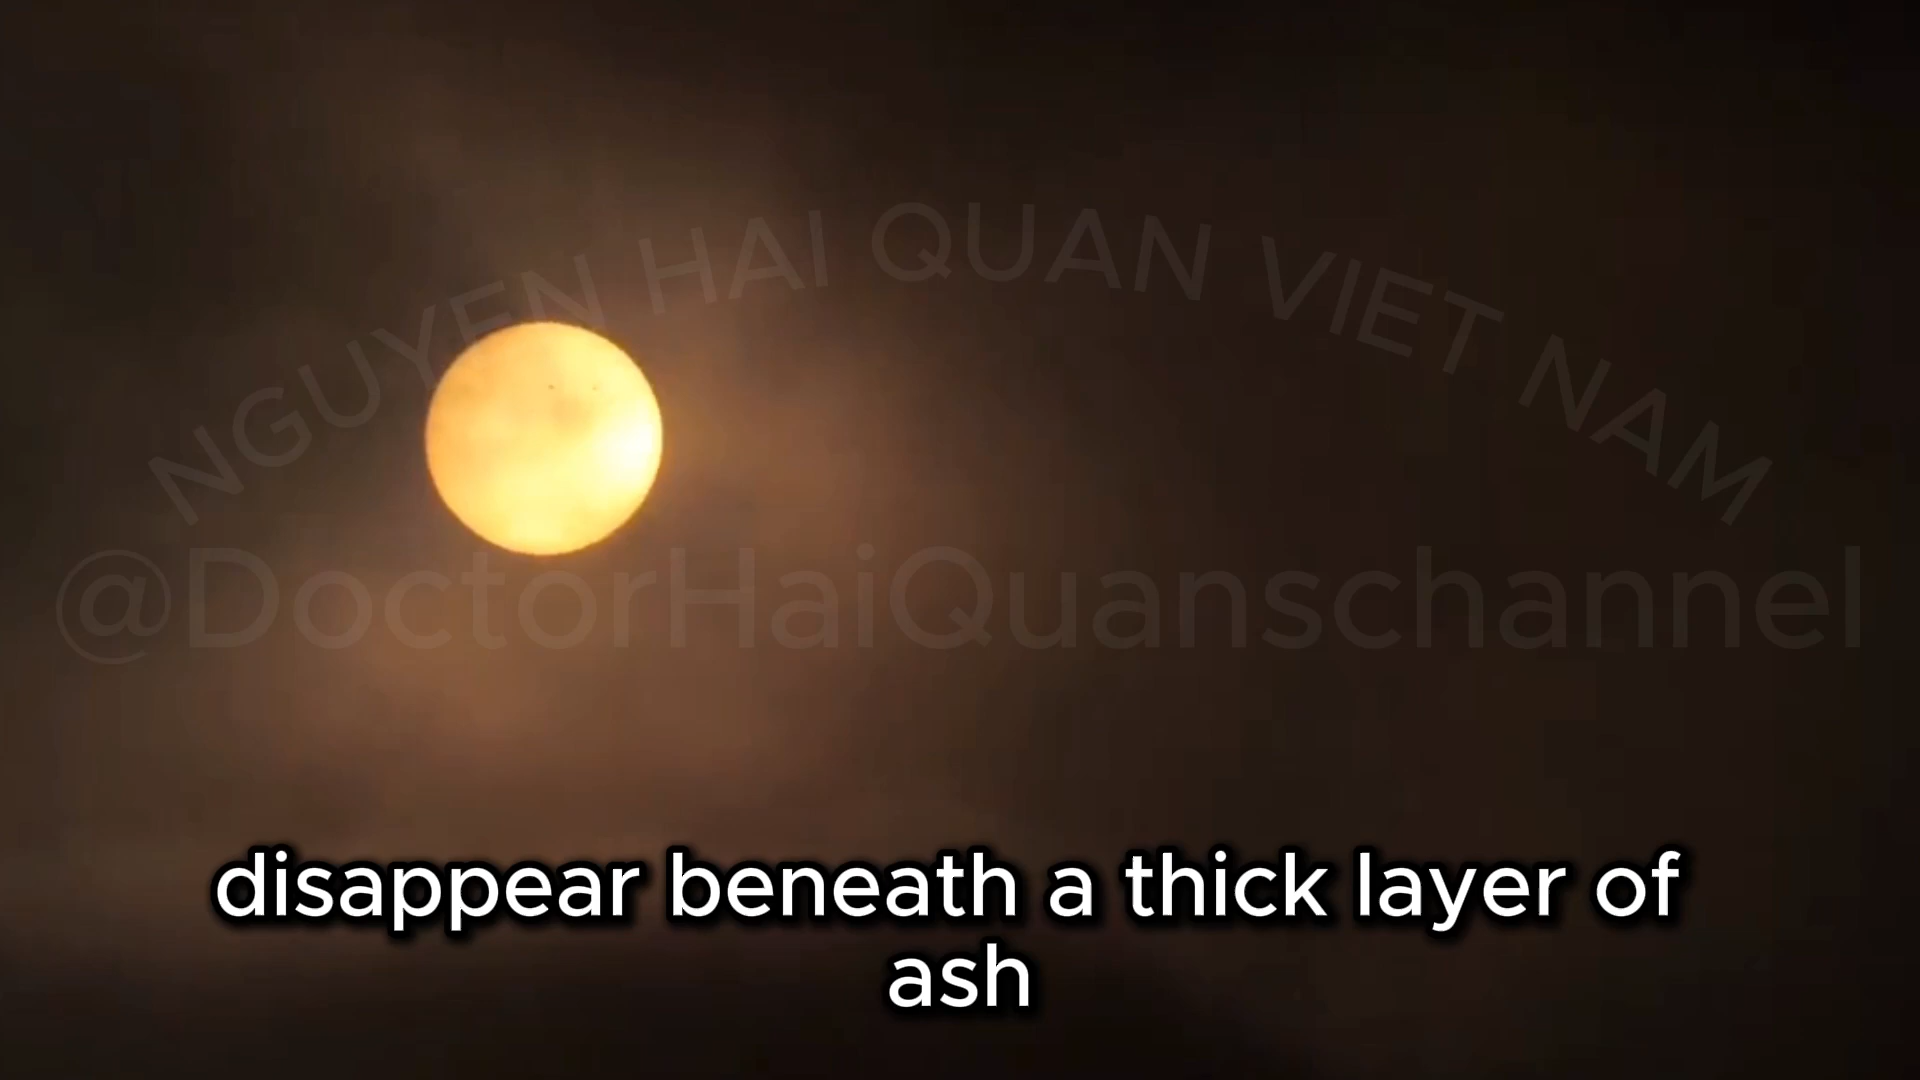 NGUYEN HAI QUAN VIET NAM
@DoctorHaiQuanschannel
disappear beneath a thick layer of
ash